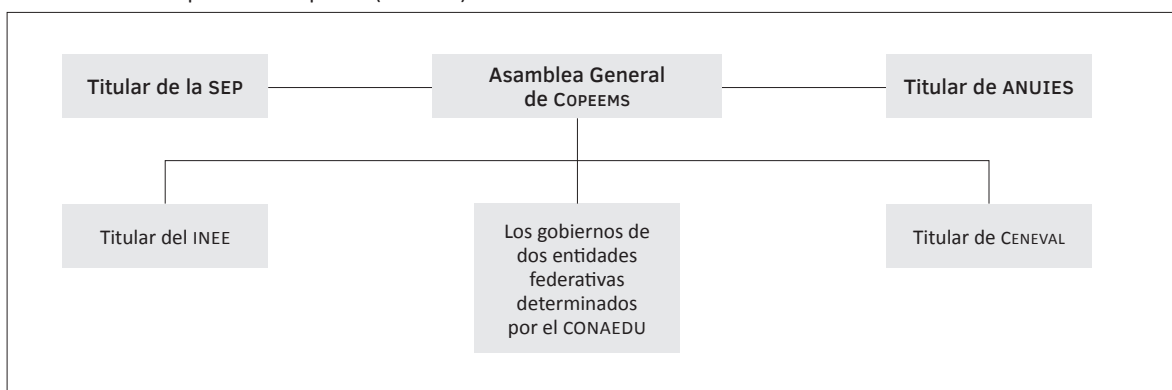 Titular de la SEP
Asamblea General
de COPEEMS
Titular de ANUIES
Titular del INEE
Los gobiernos de
dos entidades
federativas
determinados
por el CONAEDU
Titular de CENEVAL